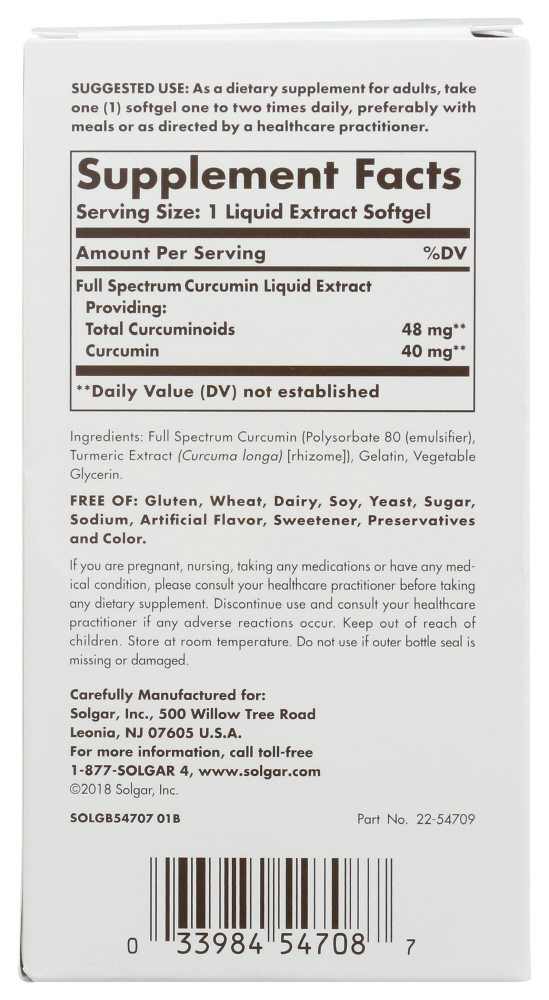 SUGGESTED USE: As a dietary supplement for adults, take
one (1) softgel one to two times daily, preferably with
meals or as directed by a healthcare practitioner.
Supplement Facts
Serving Size: 1 Liquid Extract Softgel
Amount Per Serving %DV
Full Spectrum Curcumin Liquid Extract
Providing:
Total Curcuminoids 48 mg**
Curcumin 40 mg**
**Daily Value (DV) not established
Ingredients: Full Spectrum Curcumin (Polysorbate 80 (emulsifier),
Turmeric Extract (Curcuma longa) [rhizome]), Gelatin, Vegetable
Glycerin.
FREE OF: Gluten, Wheat, Dairy, Soy, Yeast, Sugar,
Sodium, Artificial Flavor, Sweetener, Preservatives
and Color.
If you are pregnant, nursing, taking any medications or have any med-
ical condition, please consult your healthcare practitioner before taking
any dietary supplement. Discontinue use and consult your healthcare
practitioner if any adverse reactions occur. Keep out of reach of
children. Store at room temperature. Do not use if outer bottle seal is
missing or damaged.
Carefully Manufactured for:
Solgar, Inc., 500 Willow Tree Road
Leonia, NJ 07605 U.S.A.
For more information, call toll-free
1-877-SOLGAR 4, www.solgar.com
©2018 Solgar, Inc.
SOLGB54707 01B Part No. 22-54709
0 33984 54708 7